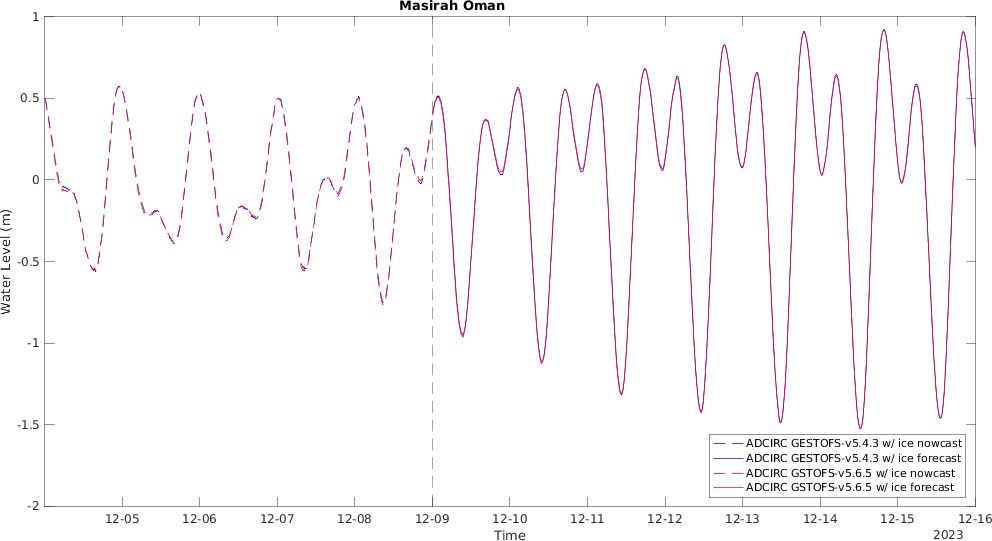 Masirah Oman
1
0.5
0
-0.5
-1
-1.5
-2
Water Level (m)
ADCIRC GESTOFS-v5.4.3 w/ ice nowcast
ADCIRC GESTOFS-v5.4.3 w/ ice forecast
ADCIRC GSTOFS-v5.6.5 w/ ice nowcast
ADCIRC GSTOFS-v5.6.5 w/ ice forecast
12-05 12-06 12-07 12-08 12-09 12-10 12-11 12-12 12-13 12-14 12-15 12-16
Time
2023